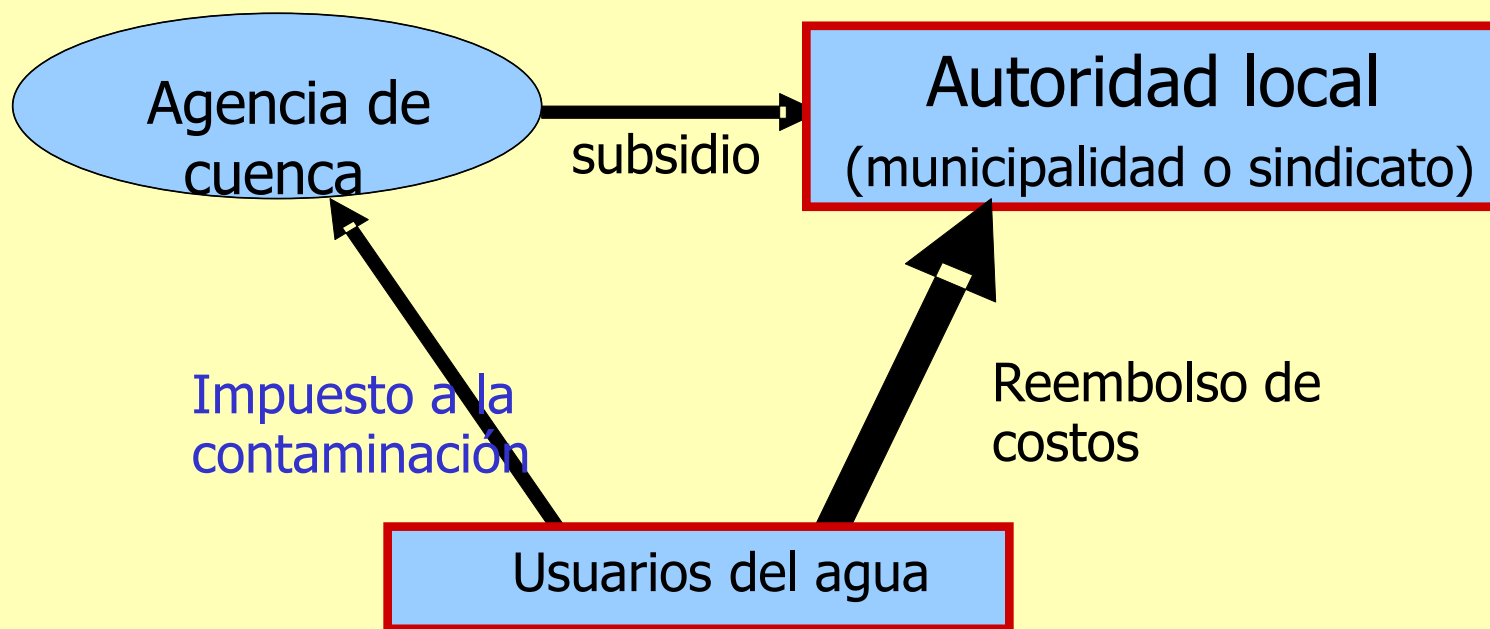 Agencia de
cuenca
subsidio
Autoridad local
(municipalidad o sindicato)
Impuesto a la
contaminación
Reembolso de
costos
Usuarios del agua